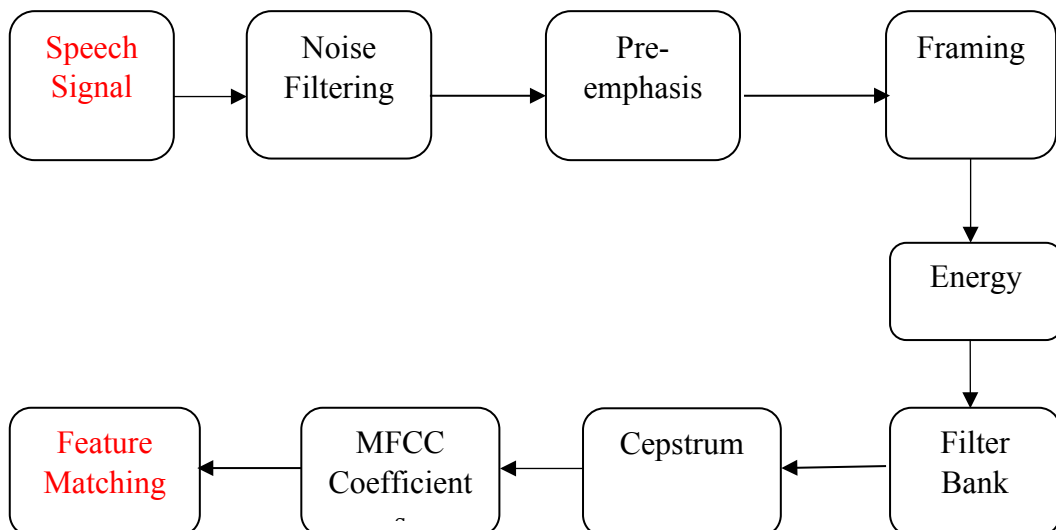 Speech
Signal
Noise
Filtering
Pre-
emphasis
Framing
Energy
Filter
Bank
Cepstrum
MFCC
Coefficient
s
Feature
Matching